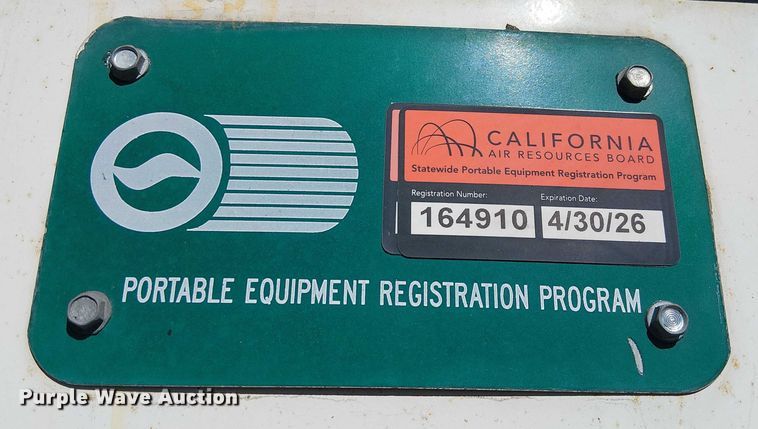 CALIFORNIA
AIR RESOURCES BOARD
Statewide Portable Equipment Registration Program
Registration Number: Expiration Date:
164910 4/30/26
PORTABLE EQUIPMENT REGISTRATION PROGRAM
Purple Wave Auction